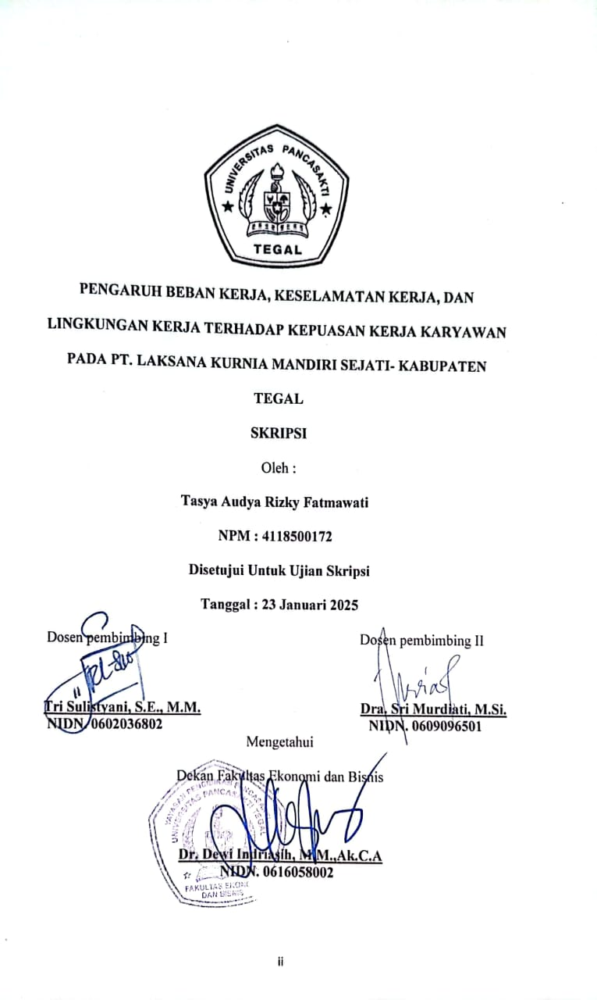 UNIVERSITAS PANCASAKTI
TEGAL
PENGARUH BEBAN KERJA, KESELAMATAN KERJA, DAN
LINGKUNGAN KERJA TERHADAP KEPUASAN KERJA KARYAWAN
PADA PT. LAKSANA KURNIA MANDIRI SEJATI- KABUPATEN
TEGAL
SKRIPSI
Oleh :
Tasya Audya Rizky Fatmawati
NPM : 4118500172
Disetujui Untuk Ujian Skripsi
Tanggal : 23 Januari 2025
Dosen pembimbing I
Dosen pembimbing II
Tri Sulistyani, S.E., M.M.
NIDN. 0602036802
Dra. Sri Murdiati, M.Si.
NIDN. 0609096501
Mengetahui
Dekan Fakultas Ekonomi dan Bisnis
UNIVERSITAS PANCASAKTI TEGAL
Dr. Dewi Indriasih, M.M.,Ak.C.A
NIDN. 0616058002
FAKULTAS EKONOMI
DAN BISNIS
ii